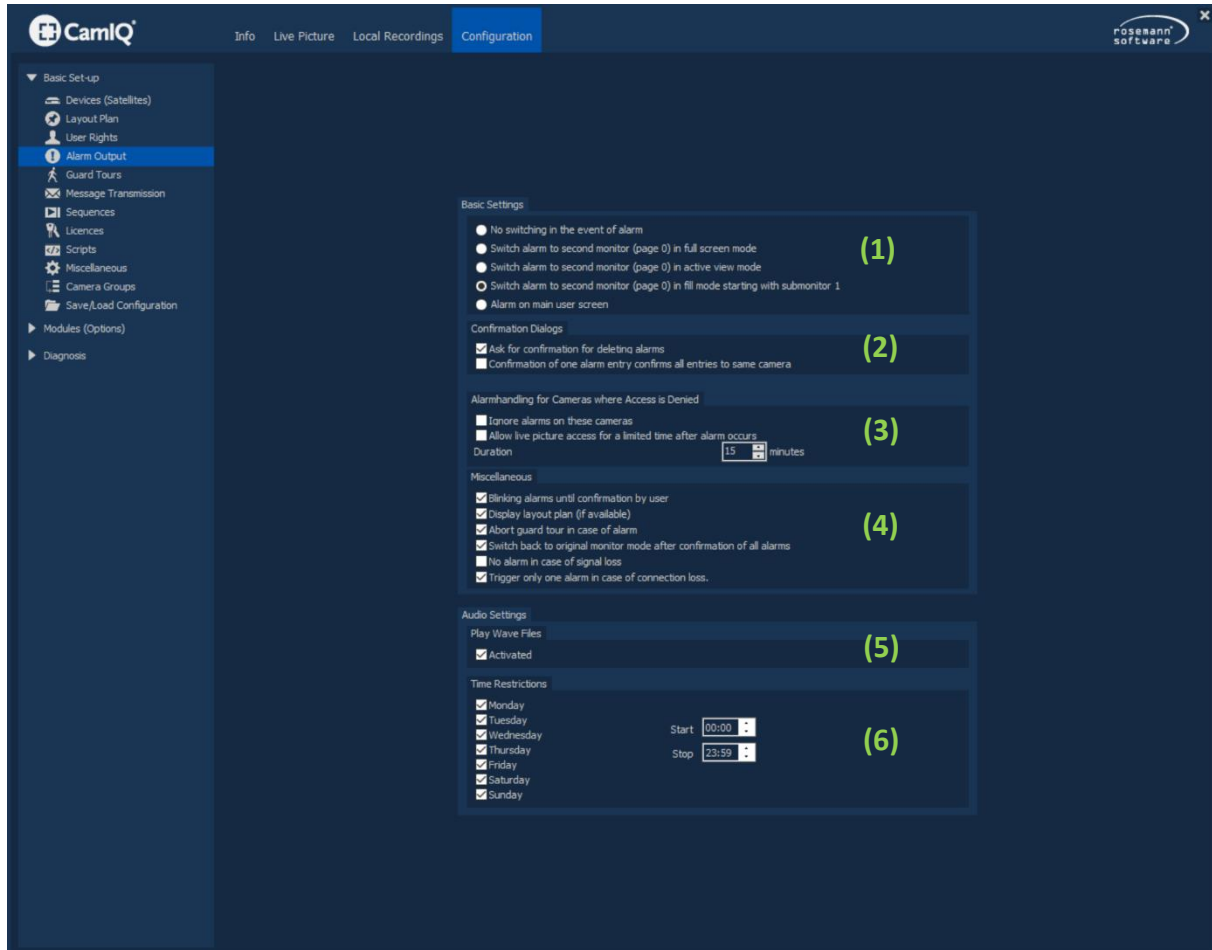 CamIQ®
Info Live Picture Local Recordings Configuration
rosemann®
software
Basic Set-up
Devices (Satellites)
Layout Plan
User Rights
Alarm Output
Guard Tours
Message Transmission
Sequences
Licences
Scripts
Miscellaneous
Camera Groups
Save/Load Configuration
Modules (Options)
Diagnosis
Basic Settings
No switching in the event of alarm
Switch alarm to second monitor (page 0) in full screen mode
(1)
Switch alarm to second monitor (page 0) in active view mode
Switch alarm to second monitor (page 0) in fill mode starting with submonitor 1
Alarm on main user screen
Confirmation Dialogs
Ask for confirmation for deleting alarms
(2)
Confirmation of one alarm entry confirms all entries to same camera
Alarmhandling for Cameras where Access is Denied
Ignore alarms on these cameras
(3)
Allow live picture access for a limited time after alarm occurs
Duration 15 minutes
Miscellaneous
Blinking alarms until confirmation by user
Display layout plan (if available)
(4)
Abort guard tour in case of alarm
Switch back to original monitor mode after confirmation of all alarms
No alarm in case of signal loss
Trigger only one alarm in case of connection loss.
Audio Settings
Play Wave Files
(5)
Activated
Time Restrictions
Monday
Tuesday
Wednesday
Thursday
Friday
Saturday
Sunday
Start 00:00
Stop 23:59
(6)